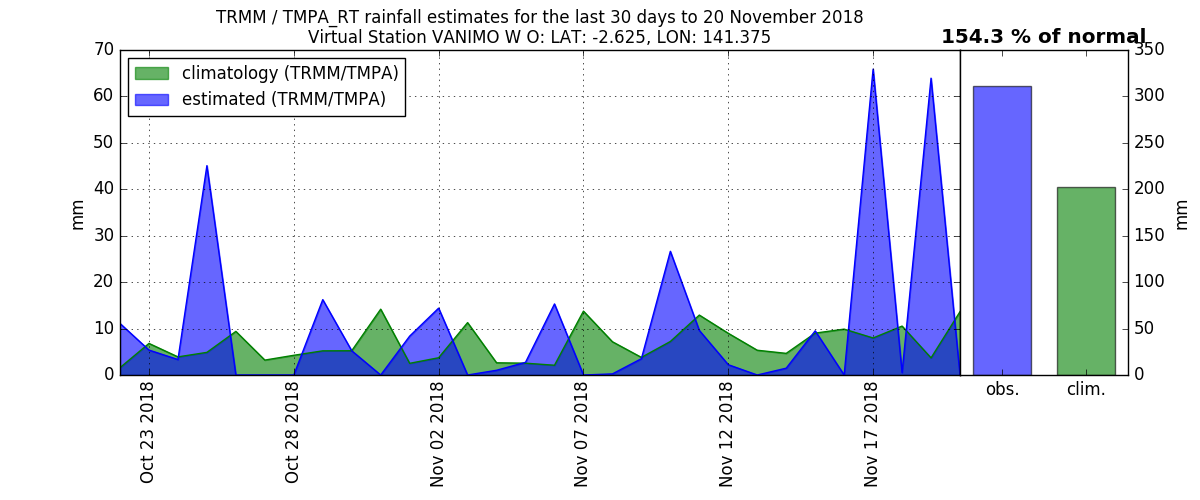 TRMM / TMPA_RT rainfall estimates for the last 30 days to 20 November 2018
Virtual Station VANIMO W O: LAT: -2.625, LON: 141.375
154.3 % of normal
climatology (TRMM/TMPA)
estimated (TRMM/TMPA)
70
60
50
40
30
20
10
0
mm
Oct 23 2018
Oct 28 2018
Nov 02 2018
Nov 07 2018
Nov 12 2018
Nov 17 2018
obs.
clim.
350
300
250
200
150
100
50
0
mm